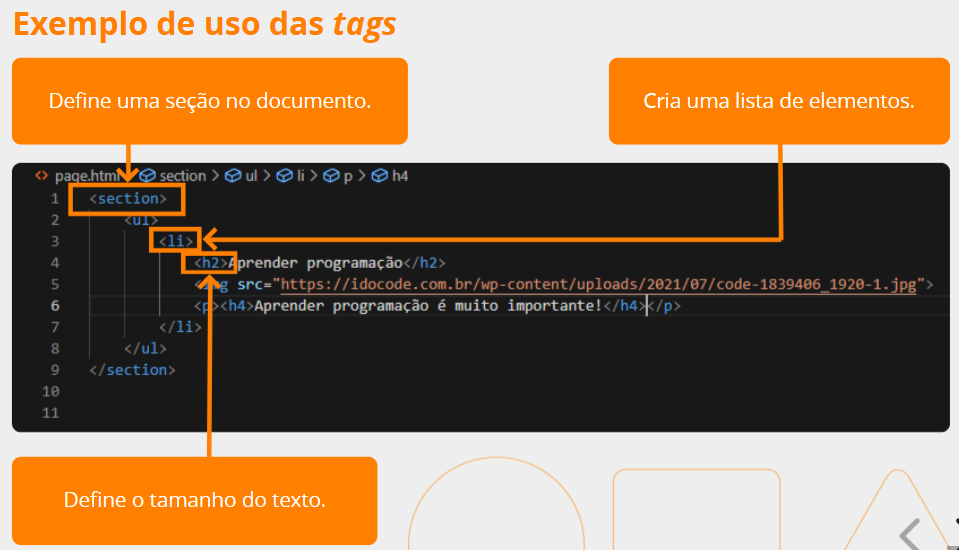 Exemplo de uso das tags
Define uma seção no documento.
Cria uma lista de elementos.
<> page.html section > ul > li > p > h4
1 <section>
2 <ul>
3 <li>
4 <h2>Aprender programação</h2>
5 <img src="https://idocode.com.br/wp-content/uploads/2021/07/code-1839406_1920-1.jpg">
6 <p><h4>Aprender programação é muito importante!</h4></p>
7 </li>
8 </ul>
9 </section>
10
11
Define o tamanho do texto.